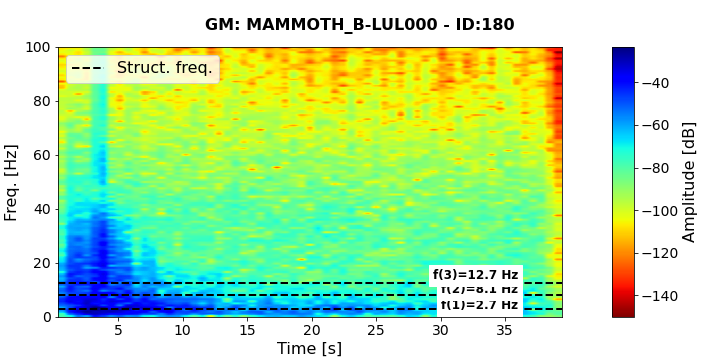 GM: MAMMOTH_B-LUL000 - ID:180
Freq. [Hz]
100
80
60
40
20
0
Struct. freq.
f(3)=12.7 Hz
f(2)=8.1 Hz
f(1)=2.7 Hz
5
10
15
20
25
30
35
Time [s]
−40
−60
−80
−100
−120
−140
Amplitude [dB]